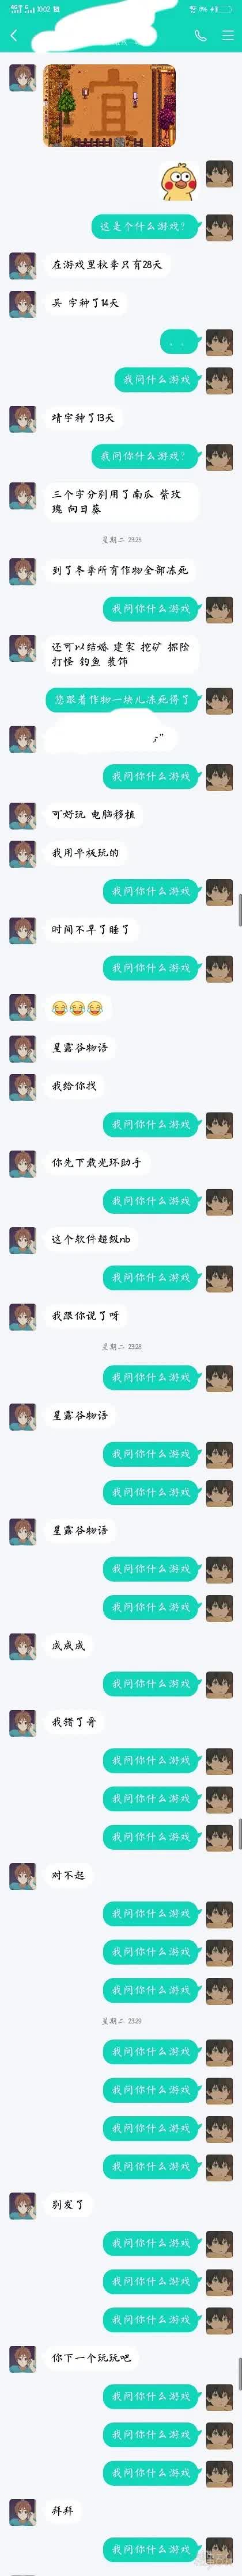 19:02
这是个什么游戏?
在游戏里秋季只有28天
吴 字种了14天
。。
我问什么游戏
靖字种了13天
我问你什么游戏?
三个字分别用了南瓜 紫玫
瑰 向日葵
星期二 23:25
到了冬季所有作物全部冻死
我问你什么游戏
还可以结婚 建家 挖矿 探险
打怪 钓鱼 装饰
您跟着作物一块儿冻死得了
我问你什么游戏
可好玩 电脑移植
我用平板玩的
我问你什么游戏
时间不早了睡了
我问你什么游戏
😂😂😂
星露谷物语
我给你找
我问你什么游戏
你先下载光环助手
我问你什么游戏
这个软件超级nb
我问你什么游戏
我跟你说了呀
星期二 23:28
我问你什么游戏
星露谷物语
我问你什么游戏
我问你什么游戏
星露谷物语
我问你什么游戏
我问你什么游戏
成成成
我问你什么游戏
我错了哥
我问你什么游戏
我问你什么游戏
我问你什么游戏
对不起
我问你什么游戏
我问你什么游戏
我问你什么游戏
星期二 23:29
我问你什么游戏
我问你什么游戏
我问你什么游戏
我问你什么游戏
别发了
我问你什么游戏
我问你什么游戏
我问你什么游戏
你下一个玩玩吧
我问你什么游戏
我问你什么游戏
我问你什么游戏
拜拜
我问你什么游戏